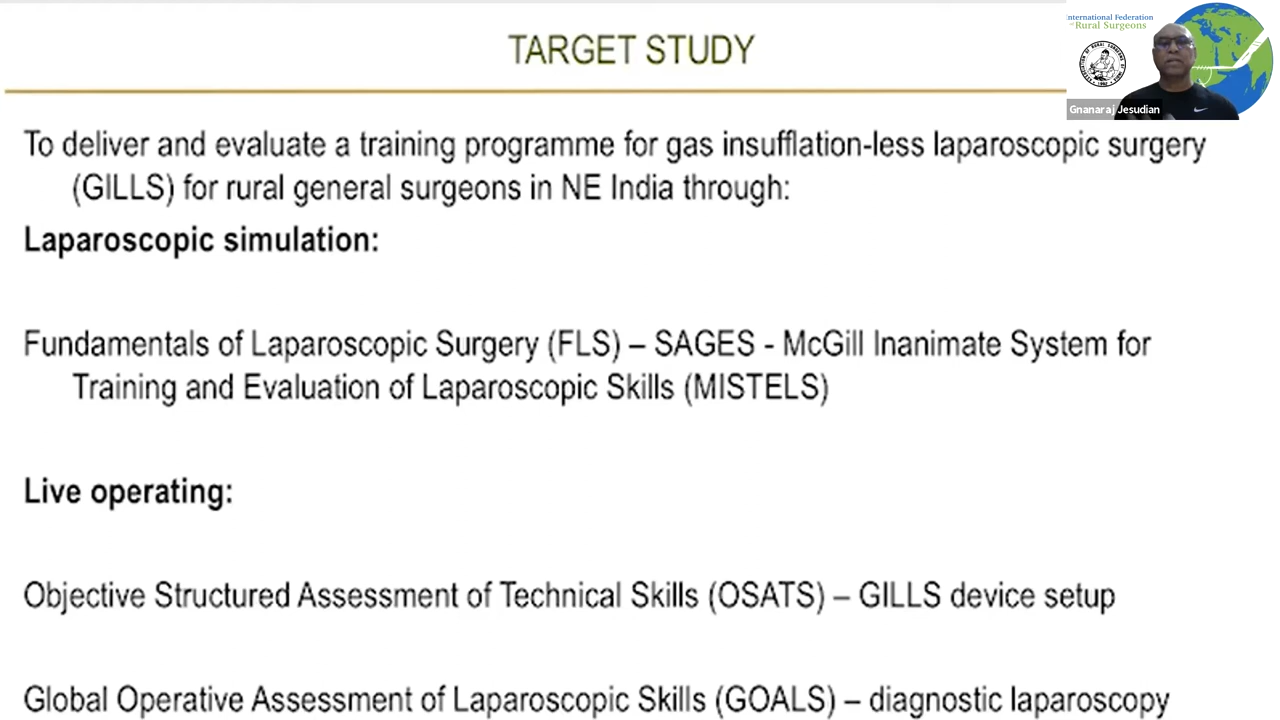 TARGET STUDY
International Federation
of Rural Surgeons
Gnanaraj Jesudian
To deliver and evaluate a training programme for gas insufflation-less laparoscopic surgery
(GILLS) for rural general surgeons in NE India through:
Laparoscopic simulation:
Fundamentals of Laparoscopic Surgery (FLS) – SAGES - McGill Inanimate System for
Training and Evaluation of Laparoscopic Skills (MISTELS)
Live operating:
Objective Structured Assessment of Technical Skills (OSATS) – GILLS device setup
Global Operative Assessment of Laparoscopic Skills (GOALS) – diagnostic laparoscopy